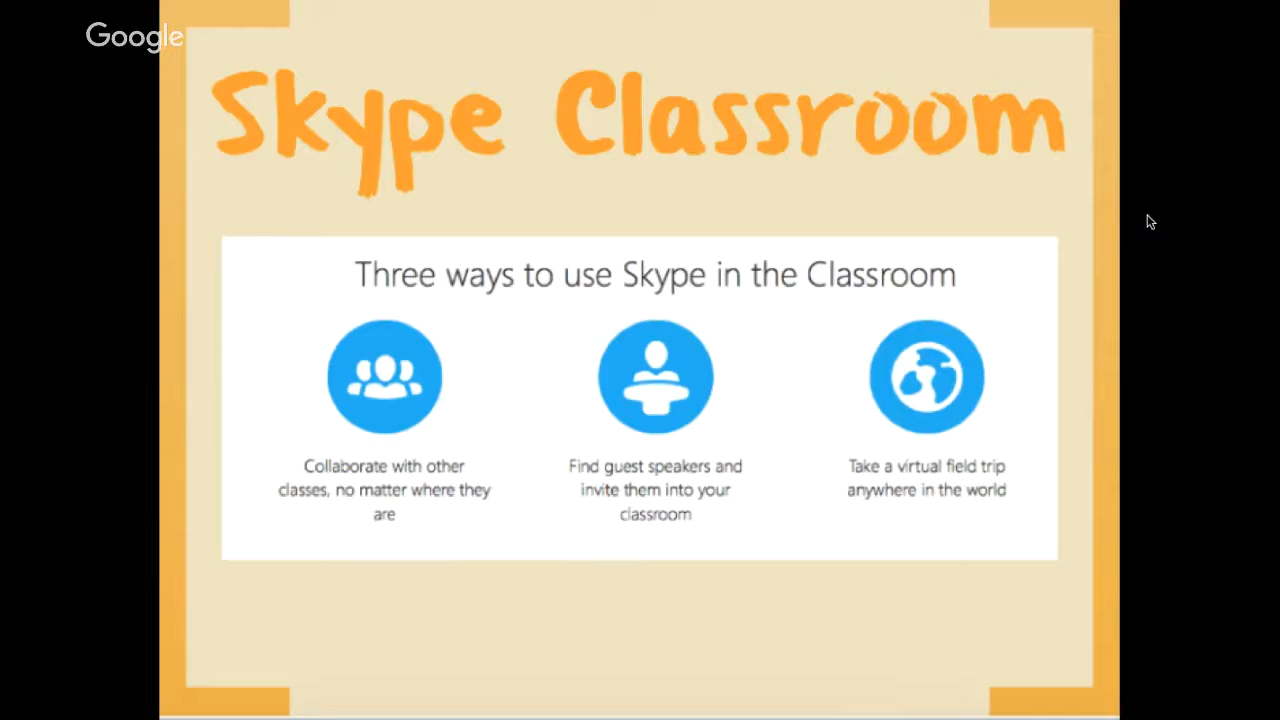 Google
Skype Classroom
Three ways to use Skype in the Classroom
Collaborate with other
classes, no matter where they
are
Find guest speakers and
invite them into your
classroom
Take a virtual field trip
anywhere in the world